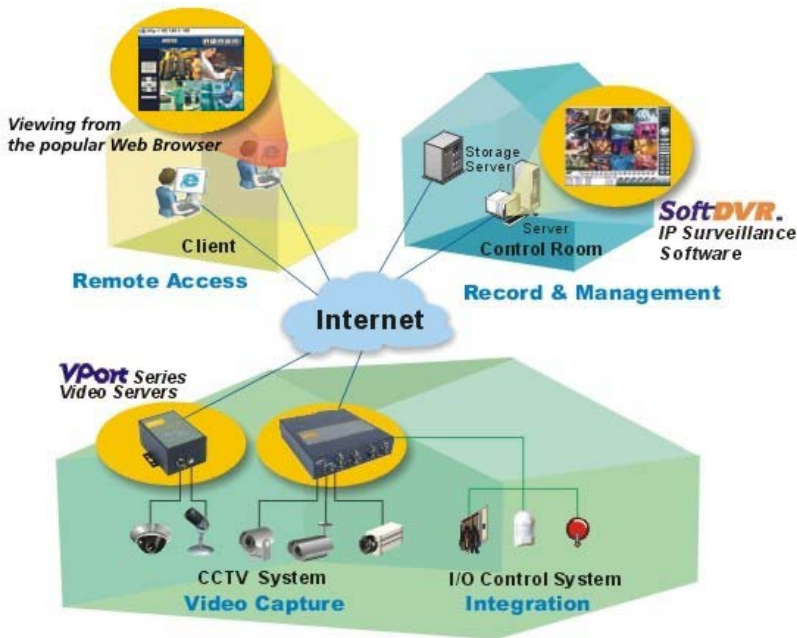 Viewing from
the popular Web Browser
Client
Remote Access
Storage
Server
Server
Control Room
SoftDVR™
IP Surveillance
Software
Record & Management
Internet
VPort Series
Video Servers
CCTV System
Video Capture
I/O Control System
Integration